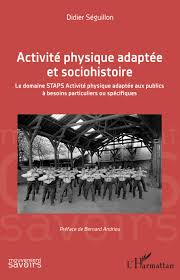 Didier Séguillon
Activité physique adaptée
et sociohistoire
Le domaine STAPS Activité physique adaptée aux publics
à besoins particuliers ou spécifiques
Préface de Bernard Andrieu
mouvement
savoirs
L'Harmattan